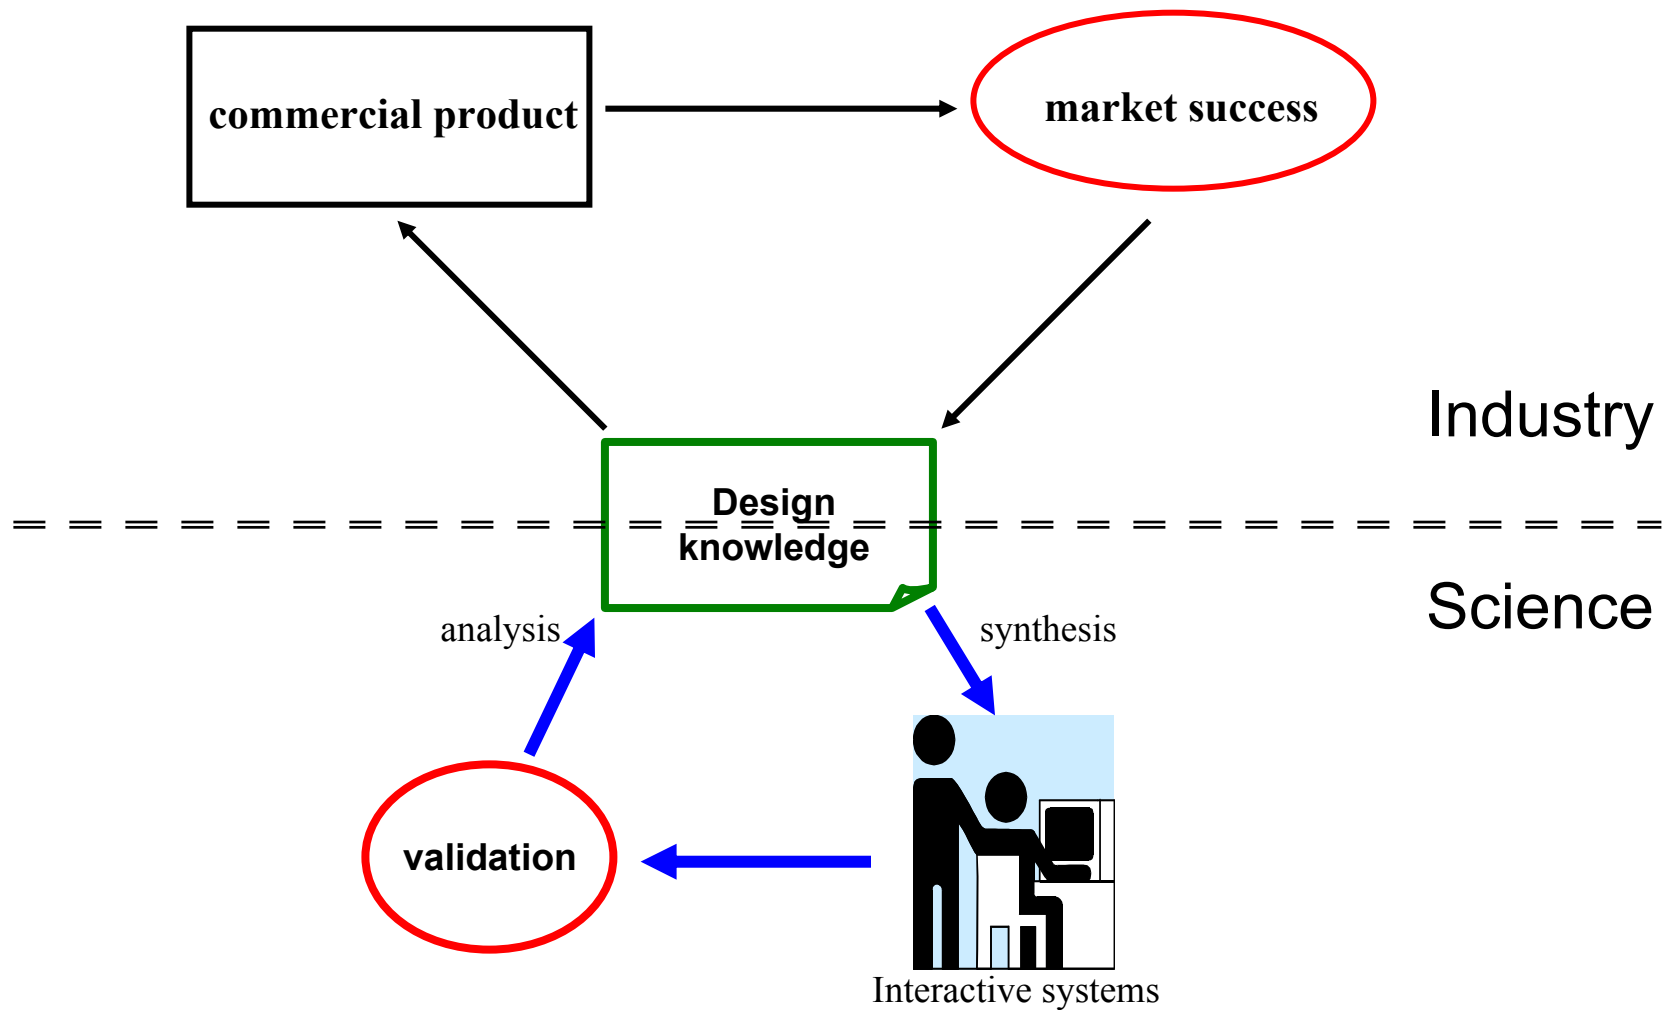 commercial product
market success
Industry
Design
knowledge
Science
analysis
synthesis
validation
Interactive systems